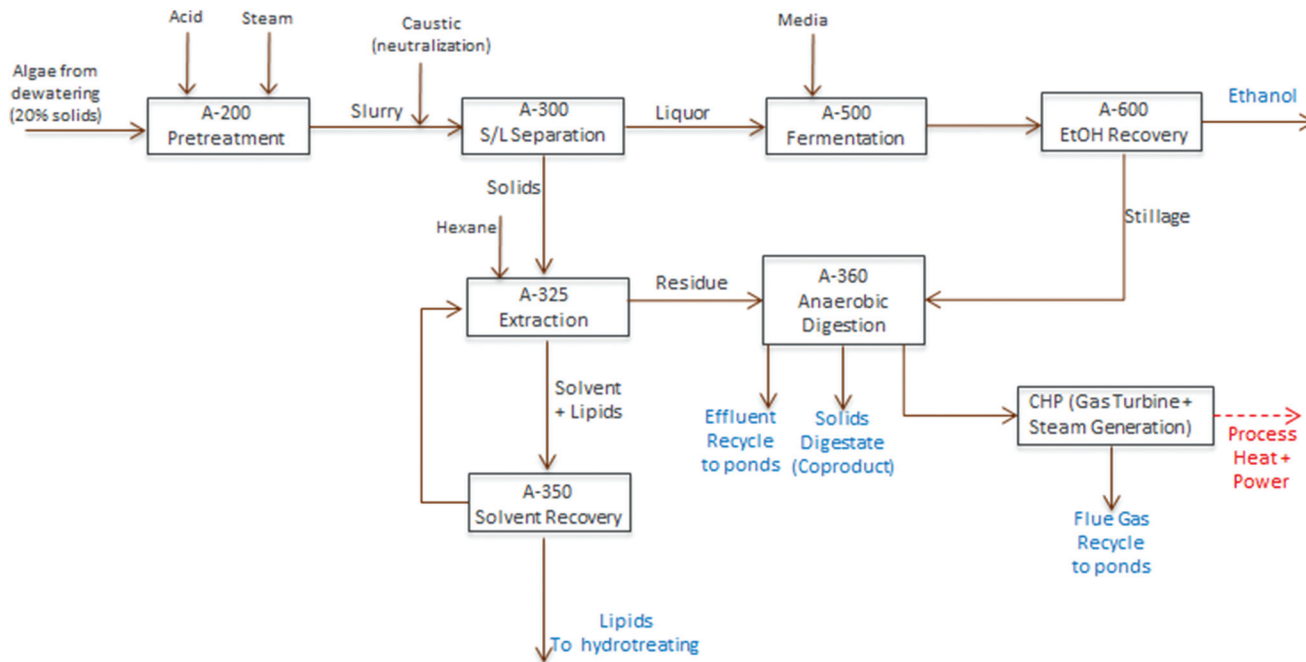 Acid
Steam
Caustic
(neutralization)
Media
Algae from
dewatering
(20% solids)
A-200
Pretreatment
Slurry
A-300
S/L Separation
Liquor
A-500
Fermentation
A-600
EtOH Recovery
Ethanol
Solids
Hexane
Stillage
A-325
Extraction
Residue
A-360
Anaerobic
Digestion
Solvent
+ Lipids
Effluent
Recycle
to ponds
Solids
Digestate
(Coproduct)
CHP (Gas Turbine +
Steam Generation)
Process
Heat +
Power
A-350
Solvent Recovery
Flue Gas
Recycle
to ponds
Lipids
To hydrotreating